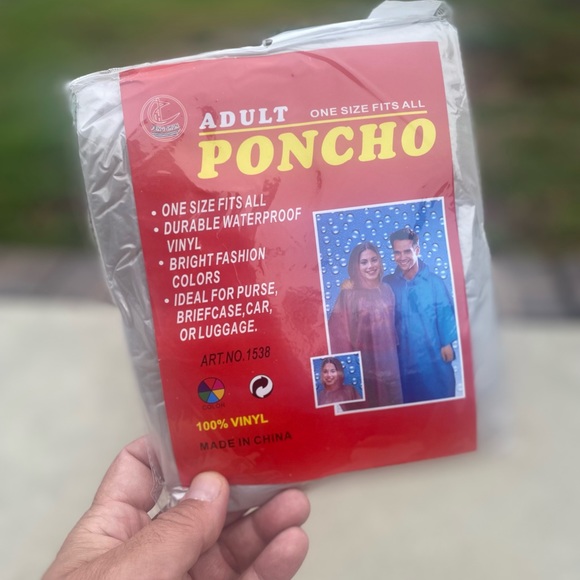 ADULT ONE SIZE FITS ALL
PONCHO
• ONE SIZE FITS ALL
• DURABLE WATERPROOF
VINYL
• BRIGHT FASHION
COLORS
• IDEAL FOR PURSE,
BRIEFCASE,CAR,
OR LUGGAGE.
ART.NO.1538
COLOR
100% VINYL
MADE IN CHINA